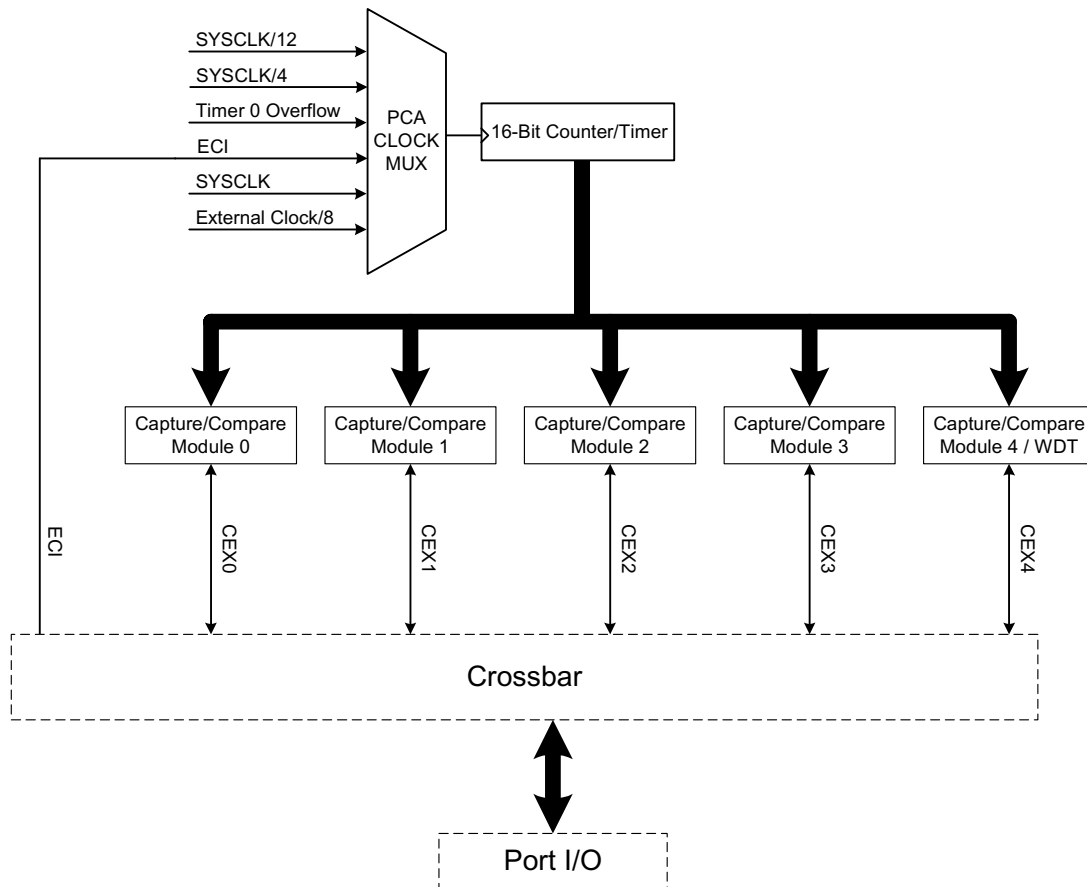 SYSCLK/12
SYSCLK/4
Timer 0 Overflow
ECI
SYSCLK
External Clock/8
PCA
CLOCK
MUX
16-Bit Counter/Timer
Capture/Compare
Module 0
Capture/Compare
Module 1
Capture/Compare
Module 2
Capture/Compare
Module 3
Capture/Compare
Module 4 / WDT
ECI
CEX0
CEX1
CEX2
CEX3
CEX4
Crossbar
Port I/O